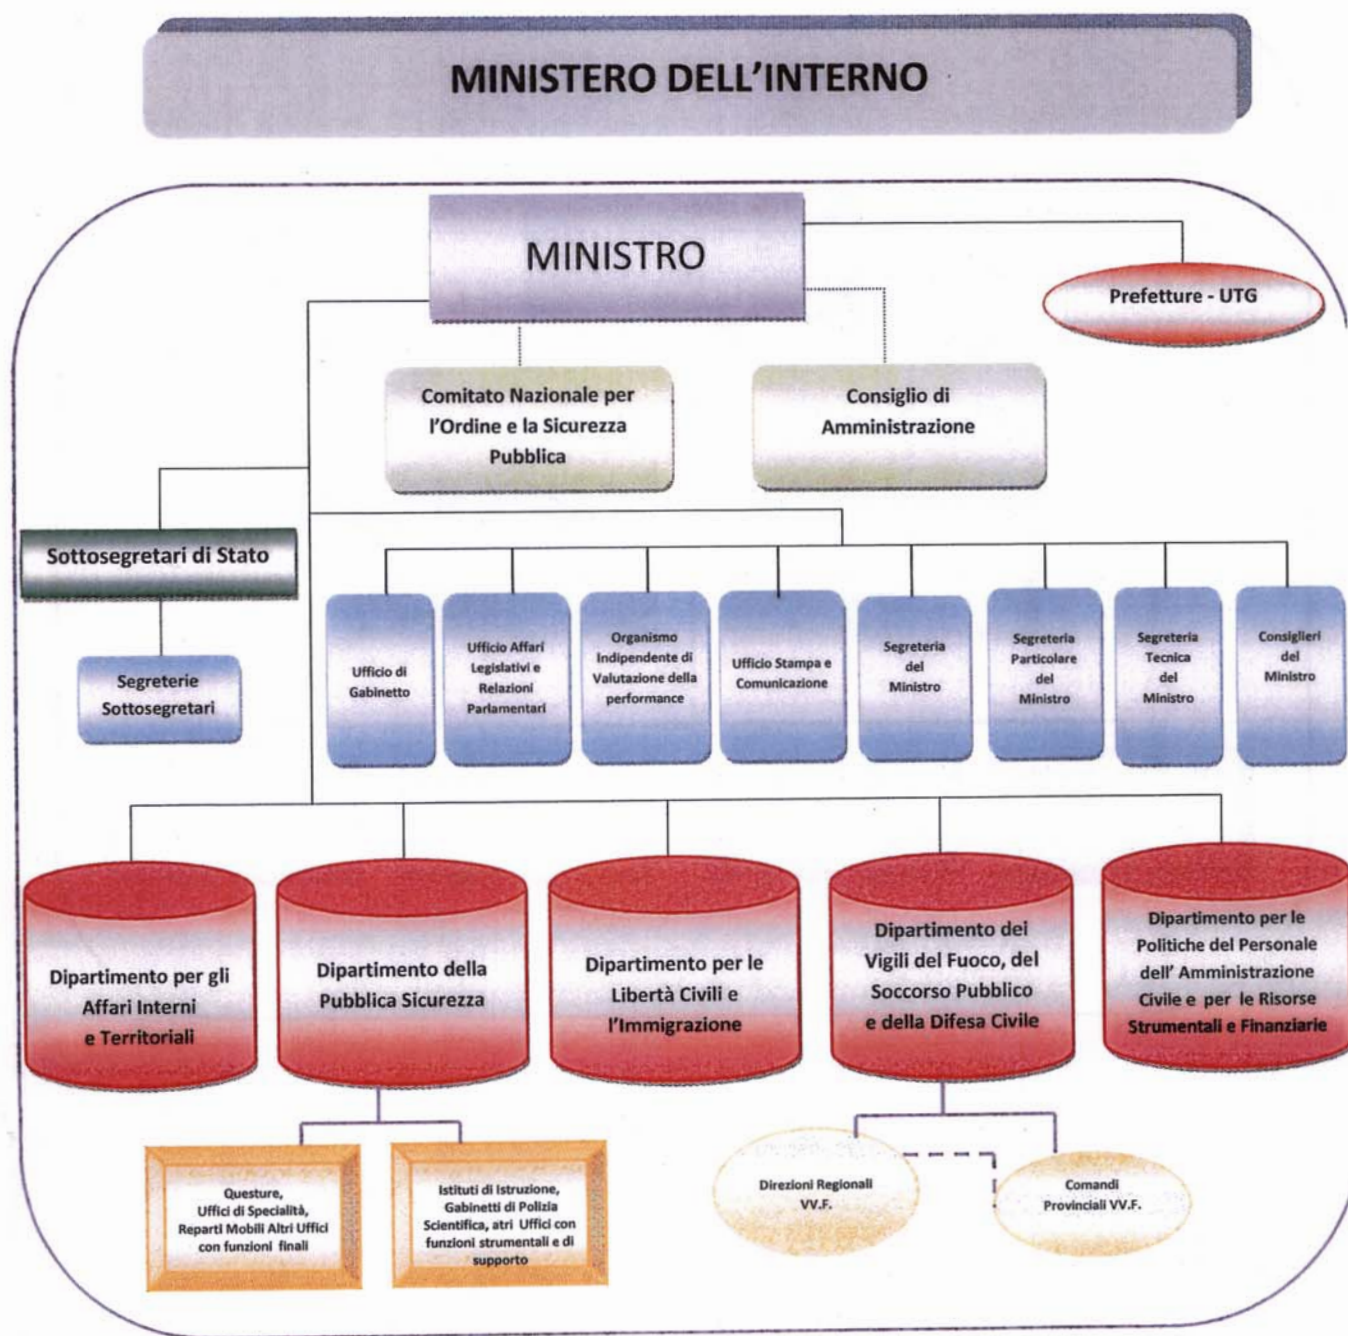 MINISTERO DELL'INTERNO
MINISTRO
Prefetture - UTG
Comitato Nazionale per
l'Ordine e la Sicurezza
Pubblica
Consiglio di
Amministrazione
Sottosegretari di Stato
Segreterie
Sottosegretari
Ufficio di
Gabinetto
Ufficio Affari
Legislativi e
Relazioni
Parlamentari
Organismo
Indipendente di
Valutazione della
performance
Ufficio Stampa e
Comunicazione
Segreteria
del
Ministro
Segreteria
Particolare
del
Ministro
Segreteria
Tecnica
del
Ministro
Consiglieri
del
Ministro
Dipartimento per gli
Affari Interni
e Territoriali
Dipartimento della
Pubblica Sicurezza
Dipartimento per le
Libertà Civili e
l'Immigrazione
Dipartimento dei
Vigili del Fuoco, del
Soccorso Pubblico
e della Difesa Civile
Dipartimento per le
Politiche del Personale
dell' Amministrazione
Civile e per le Risorse
Strumentali e Finanziarie
Questure,
Uffici di Specialità,
Reparti Mobili Altri Uffici
con funzioni finali
Istituti di Istruzione,
Gabinetti di Polizia
Scientifica, atri Uffici con
funzioni strumentali e di
supporto
Direzioni Regionali
VV.F.
Comandi
Provinciali VV.F.